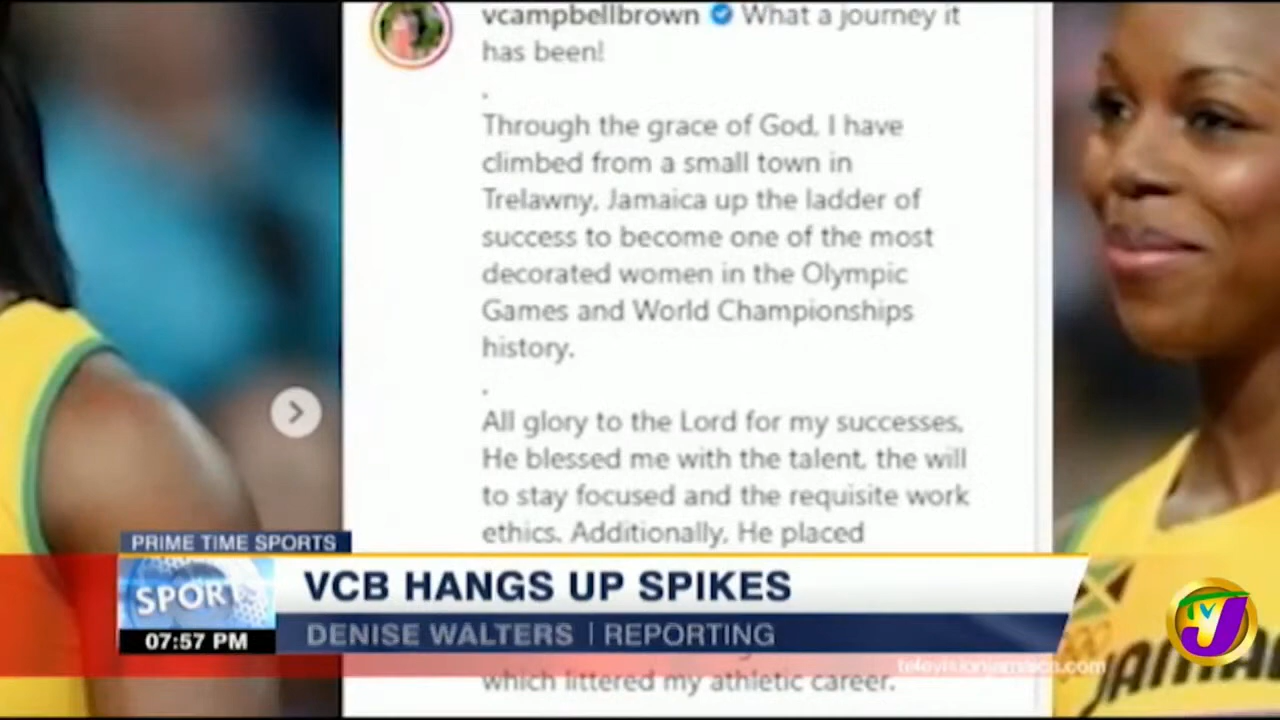 vcampbellbrown What a journey it
has been!
.
Through the grace of God, I have
climbed from a small town in
Trelawny, Jamaica up the ladder of
success to become one of the most
decorated women in the Olympic
Games and World Championships
history.
.
All glory to the Lord for my successes,
He blessed me with the talent, the will
to stay focused and the requisite work
ethics. Additionally, He placed
which littered my athletic career.
PRIME TIME SPORTS
SPORTS
07:57 PM
VCB HANGS UP SPIKES
DENISE WALTERS | REPORTING
televisionjamaica.com
TVJ
JAMAI